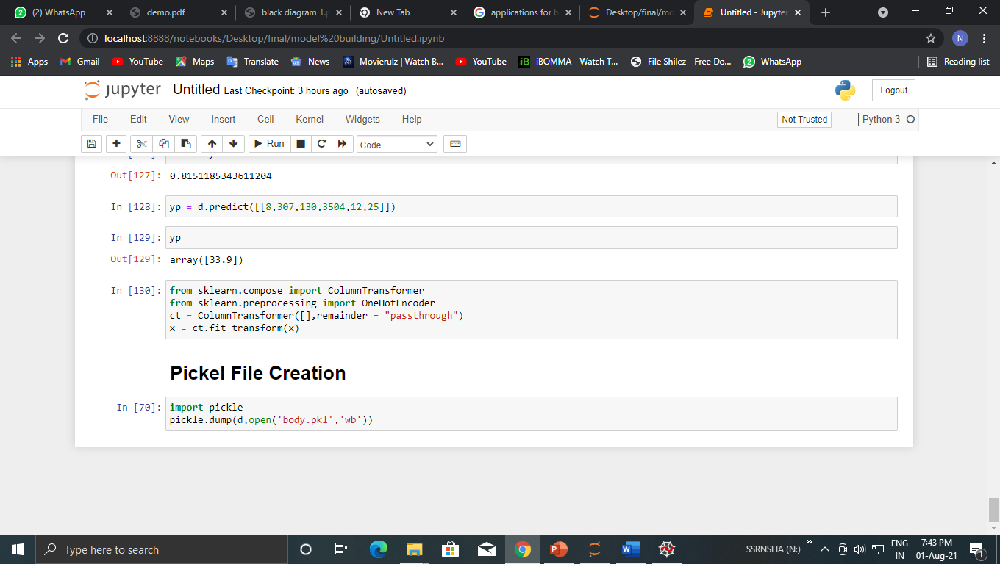 (2) WhatsApp
demo.pdf
black diagram 1.p
New Tab
applications for b
Desktop/final/mo
Untitled - Jupyter
localhost:8888/notebooks/Desktop/final/model%20building/Untitled.ipynb
N
Apps
Gmail
YouTube
Maps
Translate
News
Movierulz | Watch B...
YouTube
iBOMMA - Watch T...
File Shilez - Free Do...
WhatsApp
Reading list
jupyter Untitled Last Checkpoint: 3 hours ago (autosaved)
Logout
File Edit View Insert Cell Kernel Widgets Help
Not Trusted
Python 3
Run
Code
Out[127]: 0.8151185343611204
In [128]: yp = d.predict([[8,307,130,3504,12,25]])
In [129]: yp
Out[129]: array([33.9])
In [130]: from sklearn.compose import ColumnTransformer
from sklearn.preprocessing import OneHotEncoder
ct = ColumnTransformer([],remainder = "passthrough")
x = ct.fit_transform(x)
Pickel File Creation
In [70]: import pickle
pickle.dump(d,open('body.pkl','wb'))
Type here to search
SSRNSHA (N:)
ENG
IN
7:43 PM
01-Aug-21
1